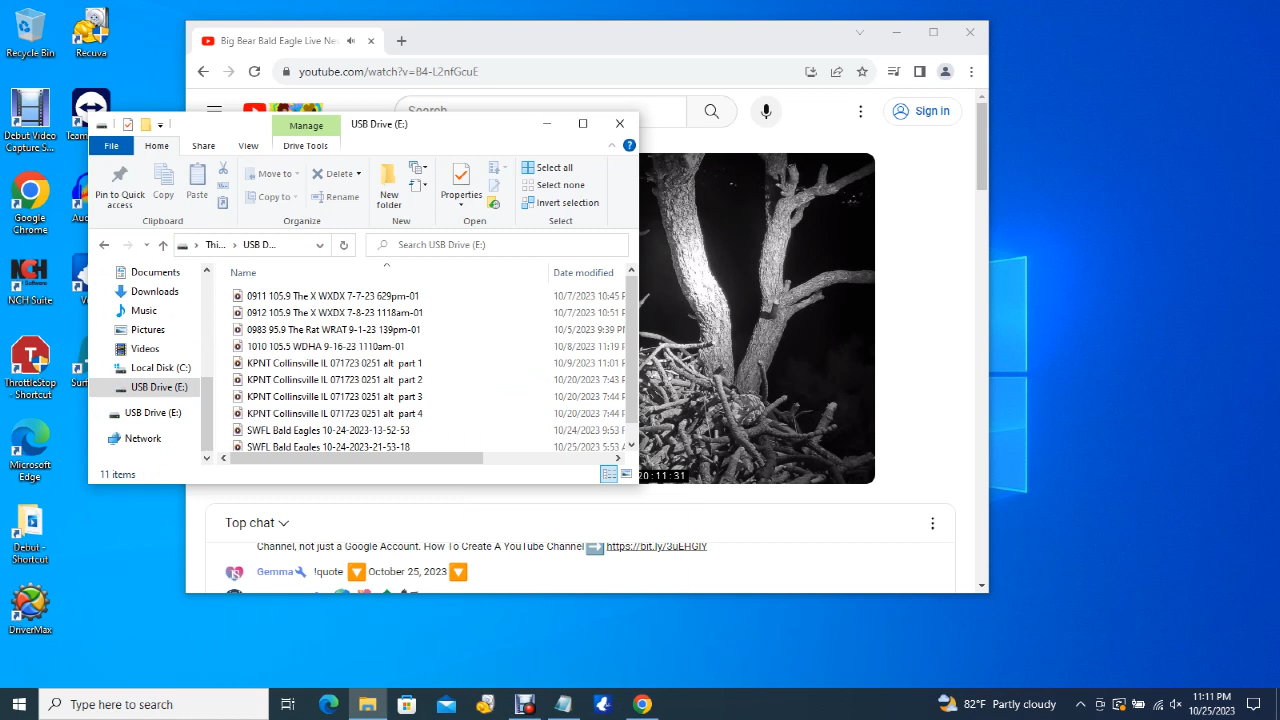 Recycle Bin
Recuva
Debut Video
Capture S...
Team
Google
Chrome
Au
NCH Suite
V
ThrottleStop
- Shortcut
Surf
Microsoft
Edge
Debut -
Shortcut
DriverMax
Big Bear Bald Eagle Live Ne
youtube.com/watch?v=B4-L2nfGcuE
Search
Sign in
Manage
USB Drive (E:)
File
Home
Share
View
Drive Tools
Pin to Quick
access
Copy
Paste
Clipboard
Move to
Copy to
Delete
Rename
Organize
New
folder
New
Properties
Open
Select all
Select none
Invert selection
Select
Thi...
USB D...
Search USB Drive (E:)
Documents
Downloads
Music
Pictures
Videos
Local Disk (C:)
USB Drive (E:)
USB Drive (E:)
Network
Name
Date modified
0911 105.9 The X WXDX 7-7-23 629pm-01 10/7/2023 10:45 P
0912 105.9 The X WXDX 7-8-23 1118am-01 10/7/2023 10:51 P
0983 95.9 The Rat WRAT 9-1-23 139pm-01 10/5/2023 9:39 PM
1010 105.5 WDHA 9-16-23 1110am-01 10/8/2023 11:19 P
KPNT Collinsville IL 071723 0251 alt part 1 10/9/2023 11:01 P
KPNT Collinsville IL 071723 0251 alt part 2 10/20/2023 7:43 
KPNT Collinsville IL 071723 0251 alt part 3 10/20/2023 7:44 
KPNT Collinsville IL 071723 0251 alt part 4 10/20/2023 7:44 
SWFL Bald Eagles 10-24-2023-13-52-53 10/24/2023 9:53 P
SWFL Bald Eagles 10-24-2023-21-53-18 10/25/2023 5:53 A
11 items
20:11:31
Top chat
Channel, not just a Google Account. How To Create A YouTube Channel ➡ https://bit.ly/3uEHGIY
Gemma !quote 🔽 October 25, 2023 🔽
Type here to search
82°F Partly cloudy
11:11 PM
10/25/2023